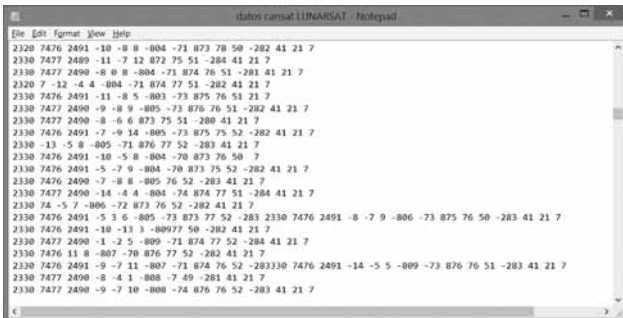 datos cansat LUNARSAT - Notepad
File Edit Format View Help
2320 7476 2491 -10 -8 8 -804 -71 873 78 50 -282 41 21 7
2330 7477 2489 -11 -7 12 872 75 51 -284 41 21 7
2330 7477 2490 -8 0 8 -804 -71 874 76 51 -281 41 21 7
2320 7 -12 -4 4 -804 -71 874 77 51 -282 41 21 7
2330 7476 2491 -11 -8 5 -803 -73 875 76 51 21 7
2330 7477 2490 -9 -8 9 -805 -73 876 76 51 -282 41 21 7
2330 7477 2490 -8 -6 6 873 75 51 -280 41 21 7
2330 7476 2491 -7 -9 14 -805 -73 875 75 52 -282 41 21 7
2330 -13 -5 8 -805 -71 876 77 52 -283 41 21 7
2330 7476 2491 -10 -5 8 -804 -70 873 76 50  7
2330 7477 2491 -5 -7 9 -804 -70 873 75 52 -282 41 21 7
2330 7476 2490 -7 -8 8 -805 76 52 -283 41 21 7
2330 7477 2490 -14 -4 4 -804 -74 874 77 51 -284 41 21 7
2330 74 -5 7 -806 -72 873 76 52 -282 41 21 7
2330 7476 2491 -5 3 6 -805 -73 873 77 52 -283 2330 7476 2491 -8 -7 9 -806 -73 875 76 50 -283 41 21 7
2330 7476 2491 -10 -13 3 -80977 50 -282 41 21 7
2330 7477 2490 -1 -2 5 -809 -71 874 77 52 -284 41 21 7
2330 7476 11 8 -807 -70 876 77 52 -282 41 21 7
2330 7476 2491 -9 -7 11 -807 -71 874 76 52 -283330 7476 2491 -14 -5 5 -809 -73 876 76 51 -283 41 21 7
2330 7477 2490 -8 -4 1 -808 -7 49 -281 41 21 7
2330 7477 2490 -9 -7 10 -808 -74 876 76 52 -283 41 21 7